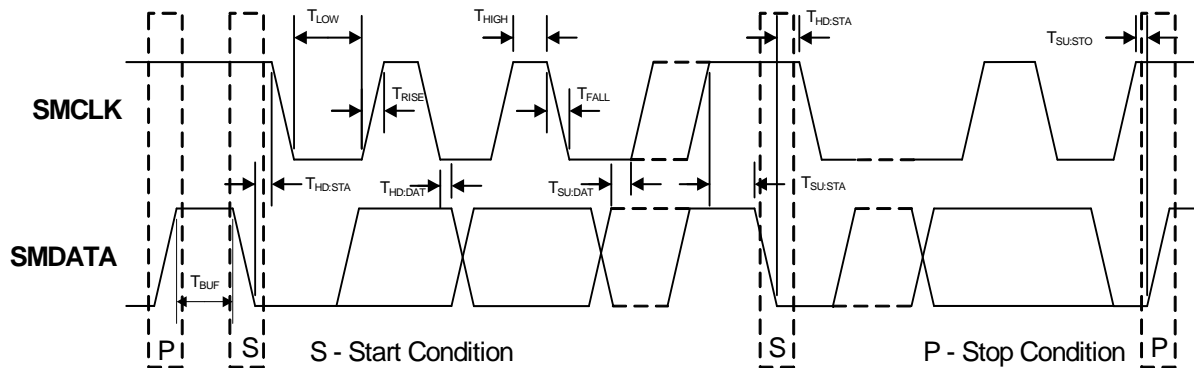 TLOW
THIGH
THD:STA
TSU:STO
SMCLK
TRISE
TFALL
THD:STA
THD:DAT
TSU:DAT
TSU:STA
SMDATA
TBUF
P
S
S - Start Condition
S
P - Stop Condition
P